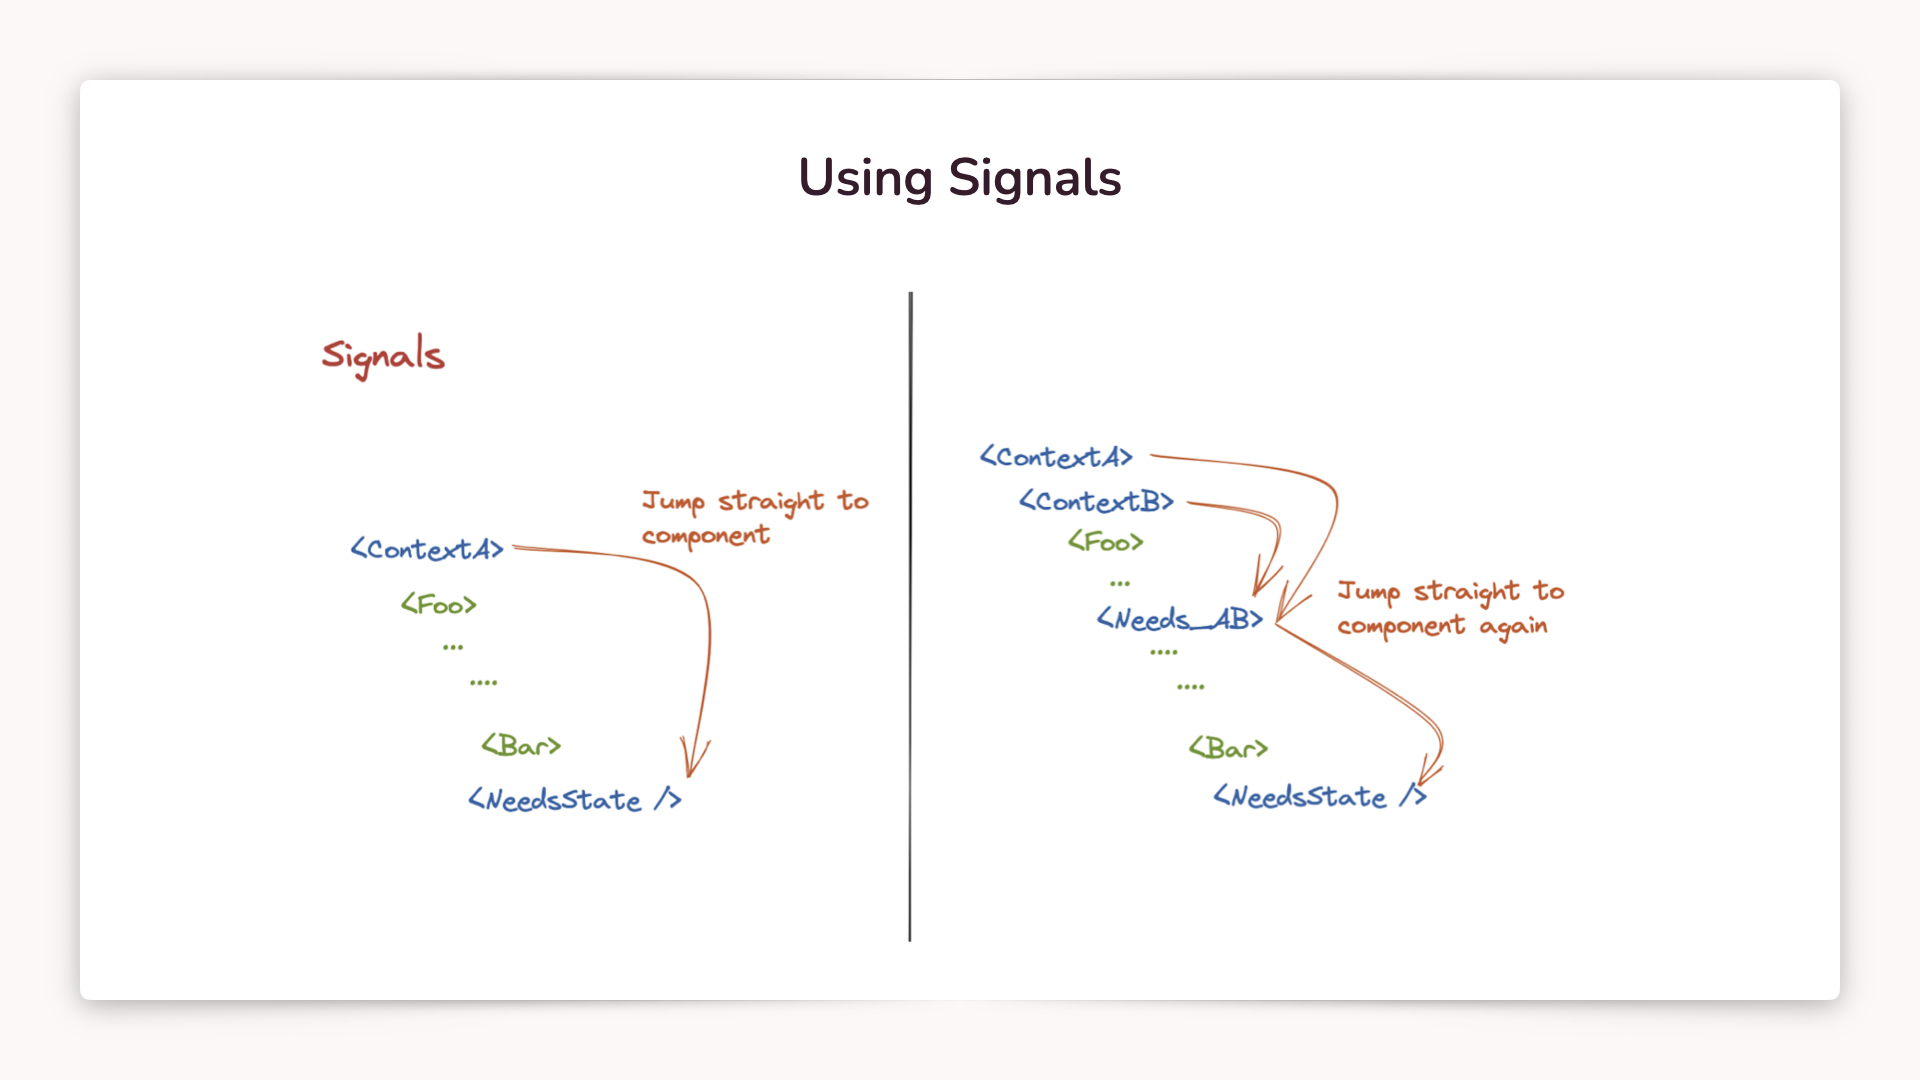 Using Signals
Signals
<ContextA>
Jump straight to
component
<Foo>
...
....
<Bar>
<NeedsState />
<ContextA>
<ContextB>
<Foo>
...
<Needs_AB>
Jump straight to
component again
....
....
<Bar>
<NeedsState />